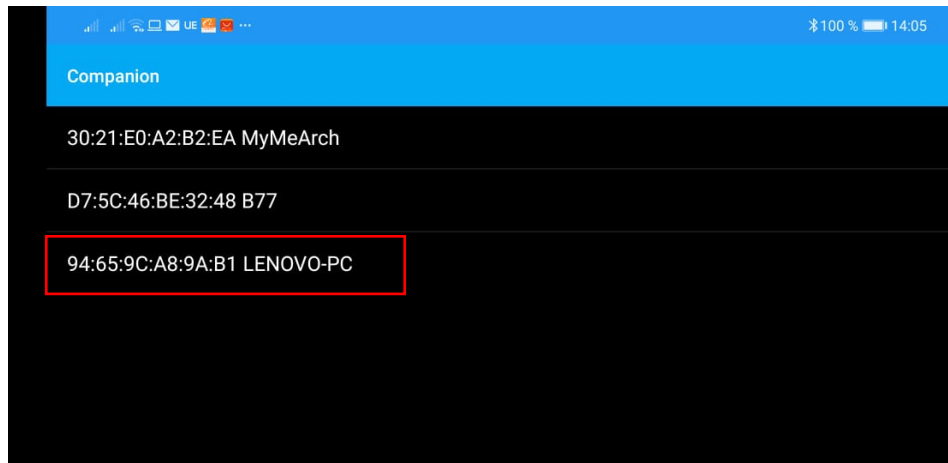 UE ... 100 % 14:05
Companion
30:21:E0:A2:B2:EA MyMeArch
D7:5C:46:BE:32:48 B77
94:65:9C:A8:9A:B1 LENOVO-PC